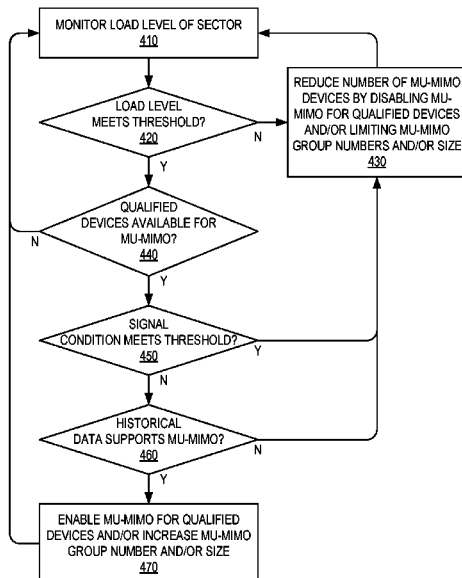 MONITOR LOAD LEVEL OF SECTOR
410
LOAD LEVEL
MEETS THRESHOLD?
420
N
Y
REDUCE NUMBER OF MU-MIMO
DEVICES BY DISABLING MU-
MIMO FOR QUALIFIED DEVICES
AND/OR LIMITING MU-MIMO
GROUP NUMBERS AND/OR SIZE
430
QUALIFIED
DEVICES AVAILABLE FOR
MU-MIMO?
440
N
Y
SIGNAL
CONDITION MEETS THRESHOLD?
450
Y
N
HISTORICAL
DATA SUPPORTS MU-MIMO?
460
N
Y
ENABLE MU-MIMO FOR QUALIFIED
DEVICES AND/OR INCREASE MU-MIMO
GROUP NUMBER AND/OR SIZE
470